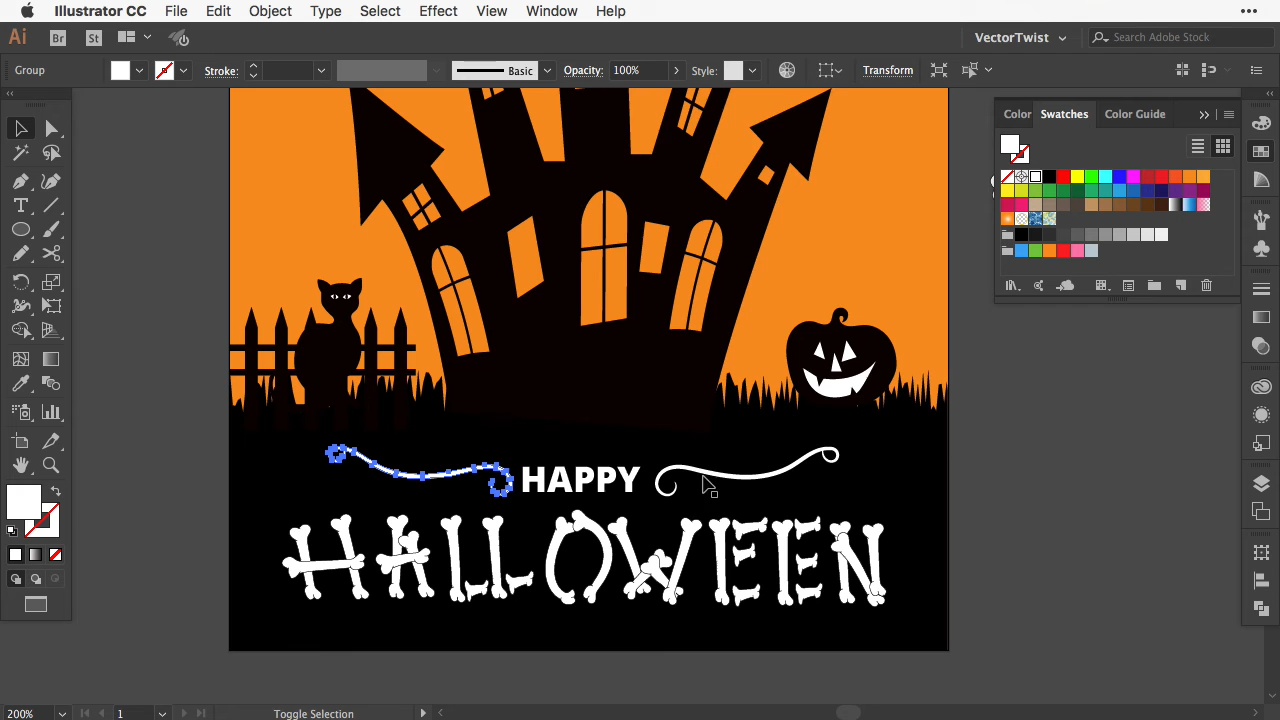 Illustrator CC File Edit Object Type Select Effect View Window Help
Ai Br St VectorTwist Search Adobe Stock
Group Stroke: Basic Opacity: 100% Style: Transform
Color Swatches Color Guide
HAPPY
HALLOWEEN
200% 1 Toggle Selection